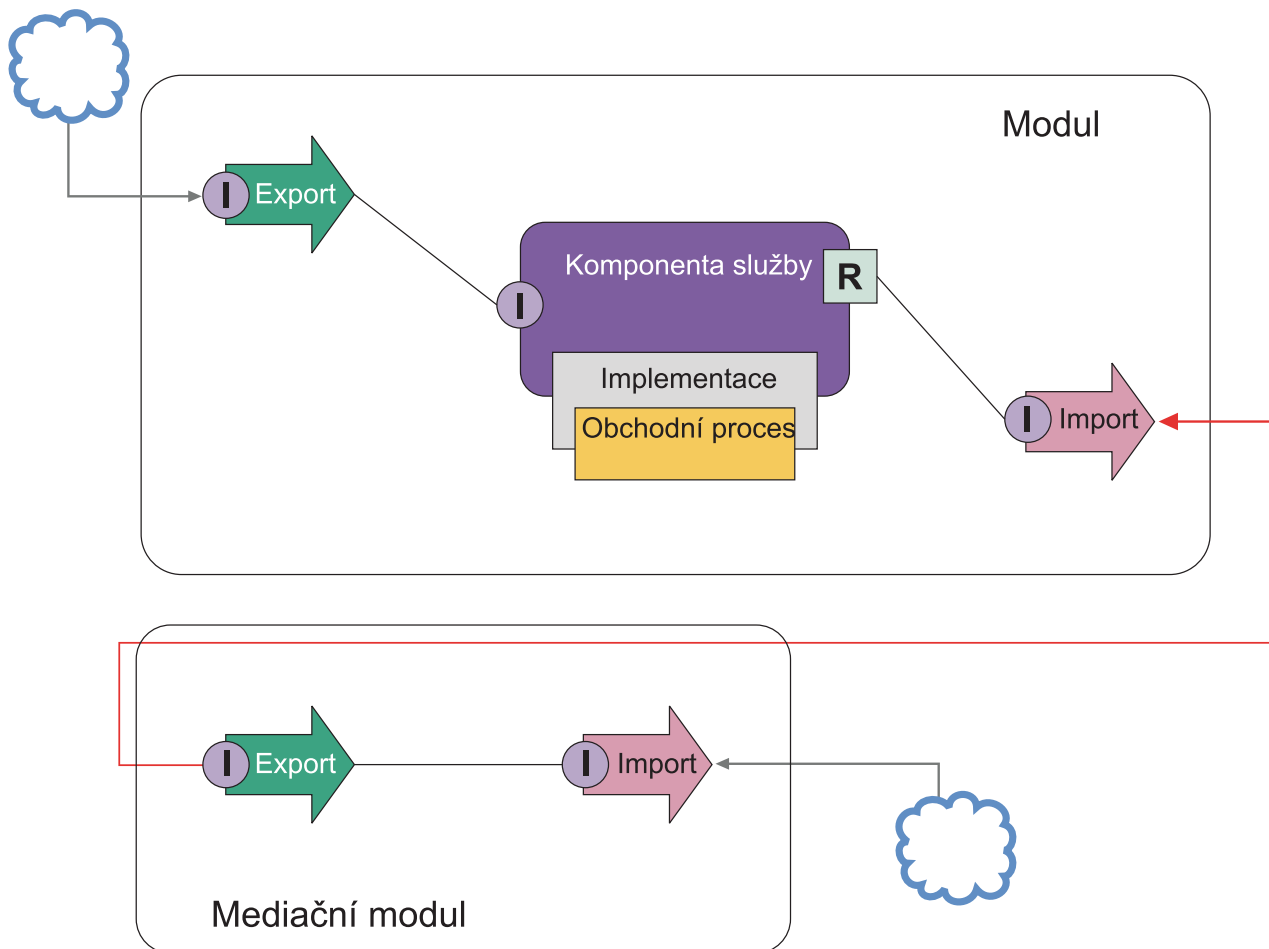 Modul
I
Export
Komponenta služby
R
I
Implementace
Obchodní proces
I
Import
I
Export
I
Import
Mediační modul